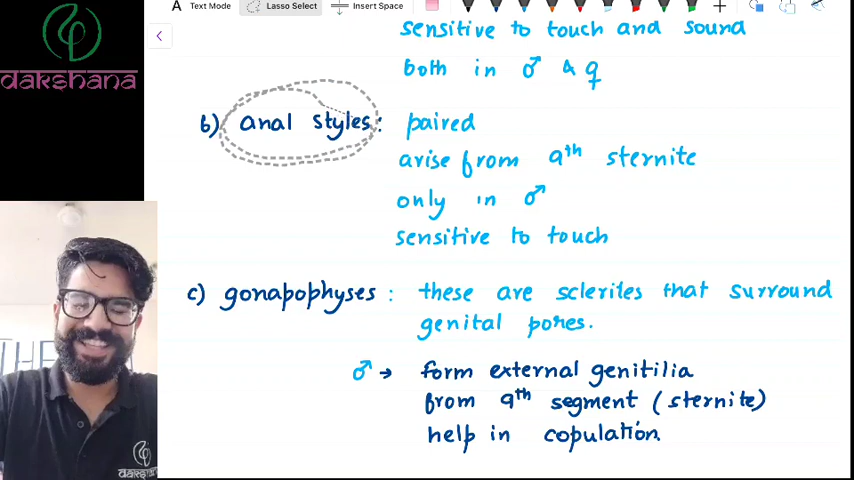 dakshana
A Text Mode Lasso Select Insert Space
sensitive to touch and sound
both in ♂ & ♀
b) anal styles : paired
arise from 9th sternite
only in ♂
sensitive to touch
c) gonapophyses : these are sclerites that surround
genital pores.
♂ → form external genitilia
from 9th segment (sternite)
help in copulation.
dakshana